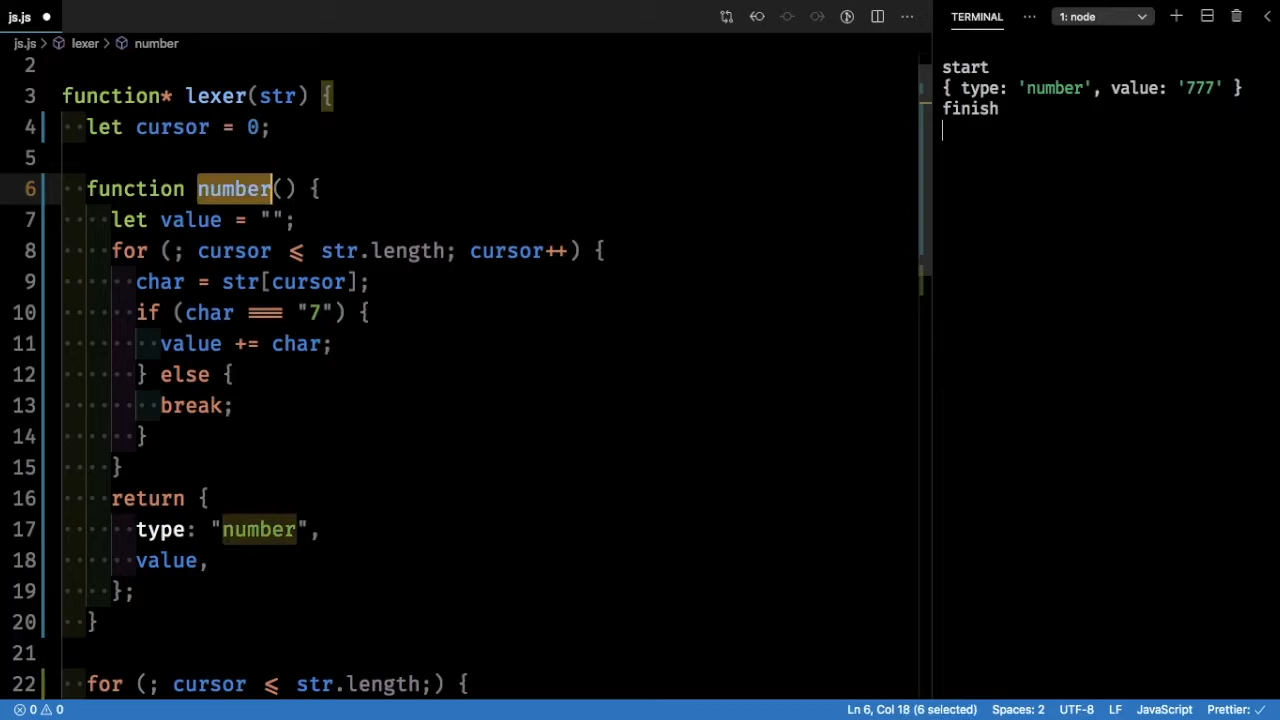 js.js ●
TERMINAL ··· 1: node
js.js > lexer > number
2
3 function* lexer(str) {
4 let cursor = 0;
5
6 function number() {
7 let value = "";
8 for (; cursor <= str.length; cursor++) {
9 char = str[cursor];
10 if (char === "7") {
11 value += char;
12 } else {
13 break;
14 }
15 }
16 return {
17 type: "number",
18 value,
19 };
20 }
21
22 for (; cursor <= str.length;) {
start
{ type: 'number', value: '777' }
finish
0 0 Ln 6, Col 18 (6 selected) Spaces: 2 UTF-8 LF JavaScript Prettier: ✓